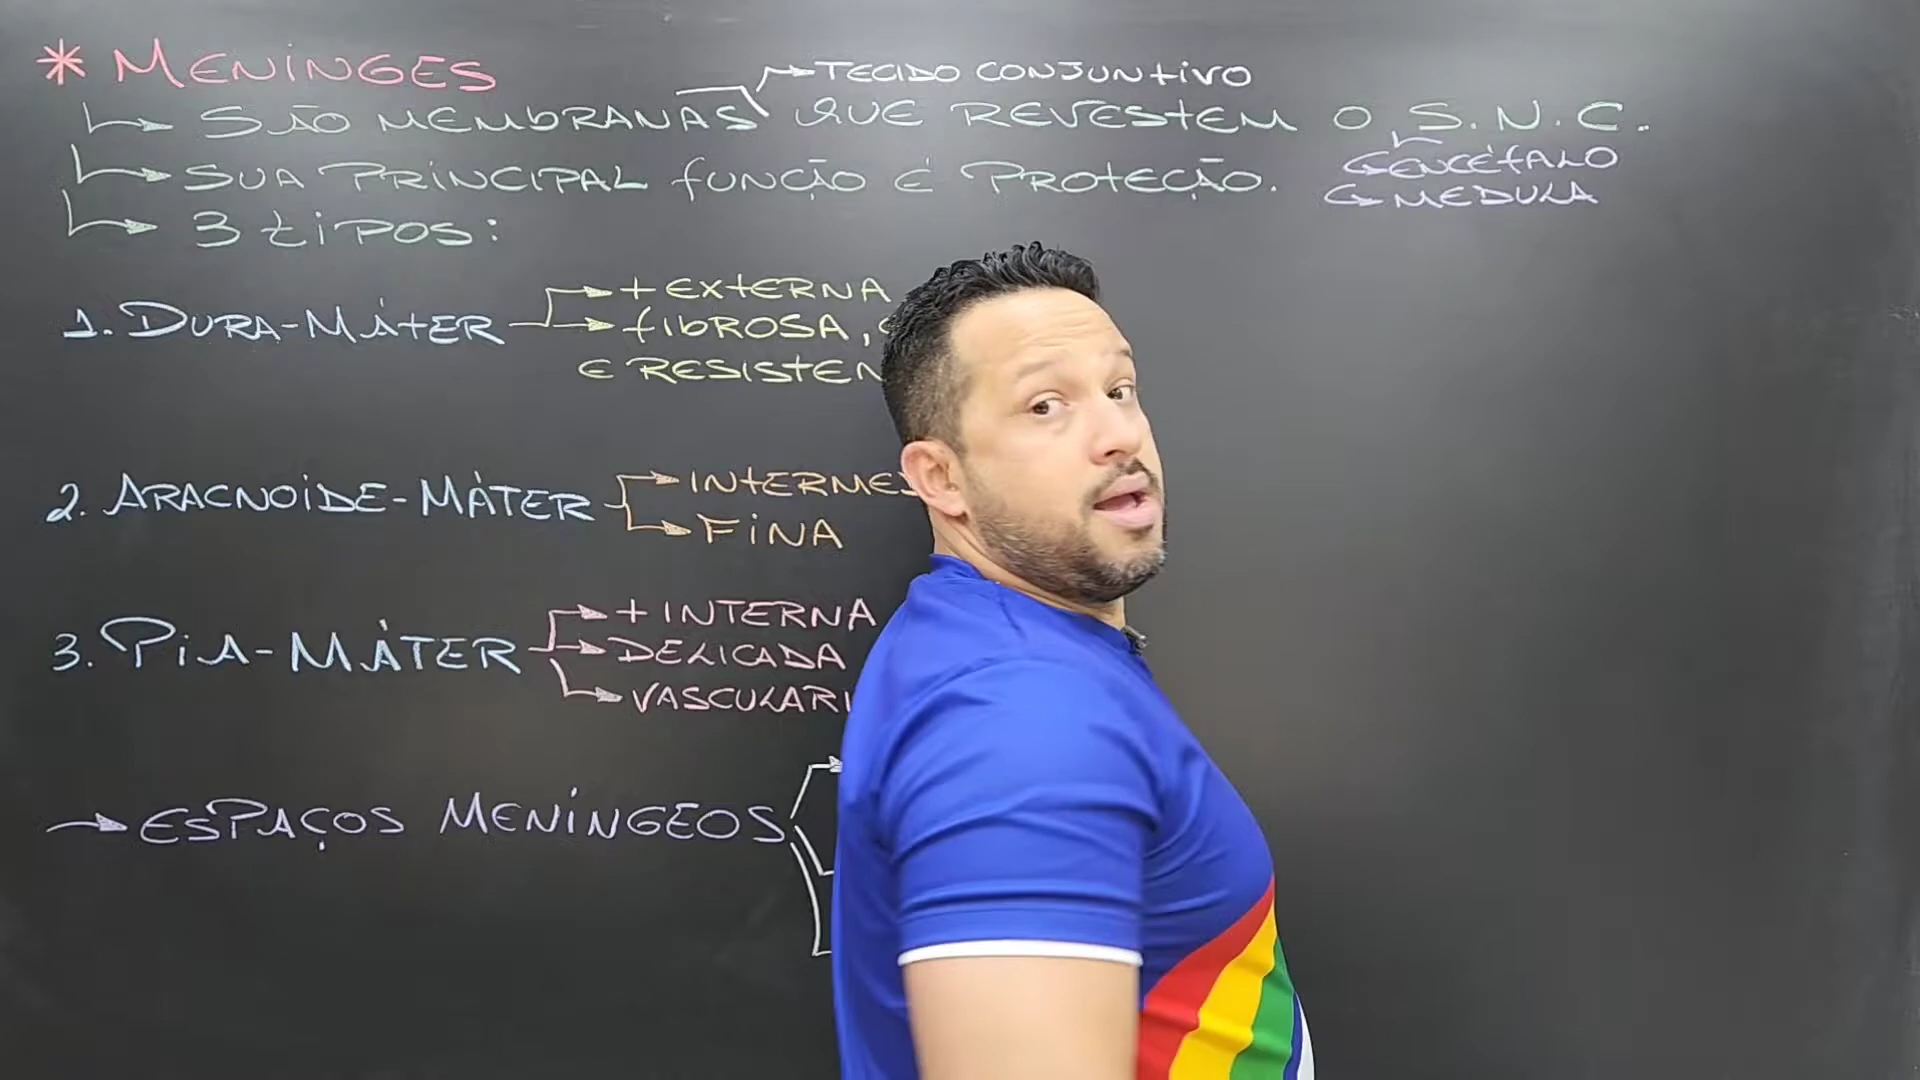 * MENINGES
TECIDO CONJUNTIVO
SÃO MEMBRANAS QUE REVESTEM O S.N.C.
ENCÉFALO
SUA PRINCIPAL FUNÇÃO É PROTEÇÃO.
MEDULA
3 tiPOS:
+ EXTERNA
1. DURA-MÁTER
FIBROSA,
E RESISTEN
INTERME
2. ARACNOIDE-MÁTER
FINA
+ INTERNA
3. PIA-MÁTER
DELICADA
VASCULARI
ESPAÇOS MENÍNGEOS